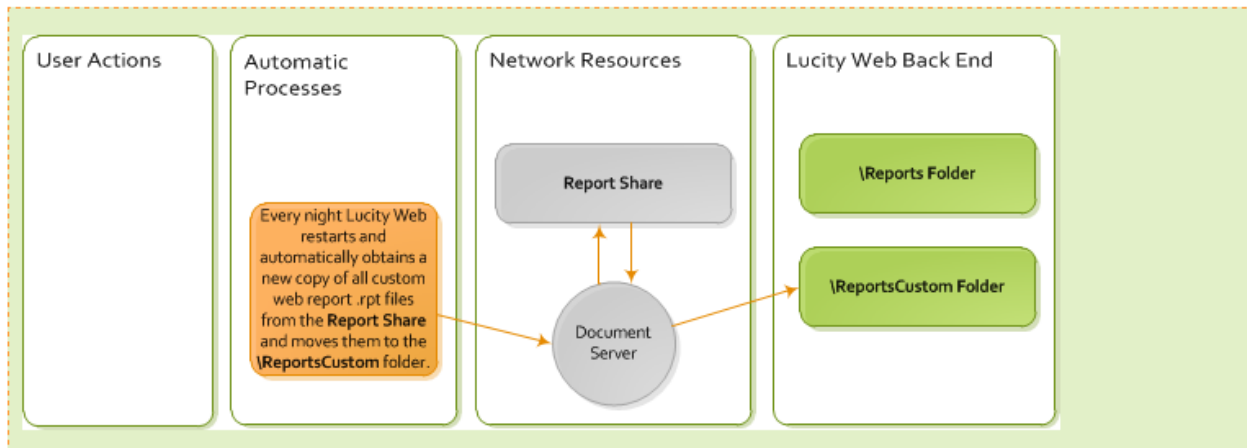 User Actions
Automatic
Processes
Network Resources
Lucity Web Back End
Every night Lucity Web
restarts and
automatically obtains a
new copy of all custom
web report .rpt files
from the Report Share
and moves them to the
\ReportsCustom folder.
Report Share
Document
Server
\Reports Folder
\ReportsCustom Folder